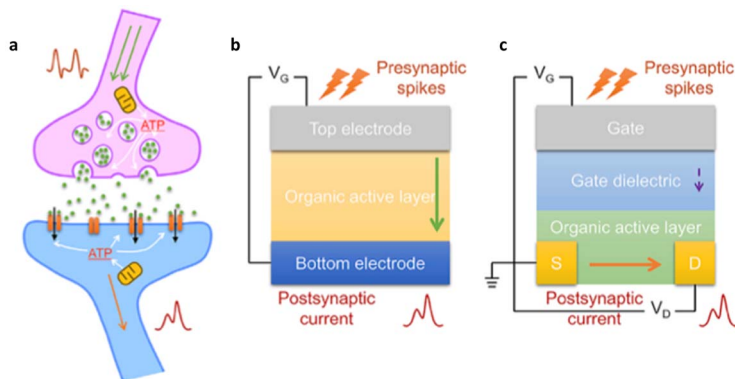 a
ATP
ATP
b
V_G
Presynaptic
spikes
Top electrode
Organic active layer
Bottom electrode
Postsynaptic
current
c
V_G
Presynaptic
spikes
Gate
Gate dielectric
Organic active layer
S
D
Postsynaptic
current
V_D